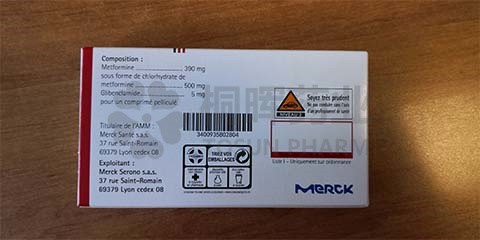 Composition :
Metformine 390 mg
sous forme de chlorhydrate de
metformine 500 mg
Glibenclamide 5 mg
pour un comprimé pelliculé.
Titulaire de l'AMM :
Merck Santé s.a.s.
37 rue Saint-Romain
69379 Lyon cedex 08
Exploitant :
Merck Serono s.a.s.
37 rue Saint-Romain
69379 Lyon cedex 08
3400935802804
TRIEZ VOS
EMBALLAGES
Soyez très prudent
Ne pas conduire sans l'avis
d'un professionnel de santé
NIVEAU 2
Liste I - Uniquement sur ordonnance
MERCK